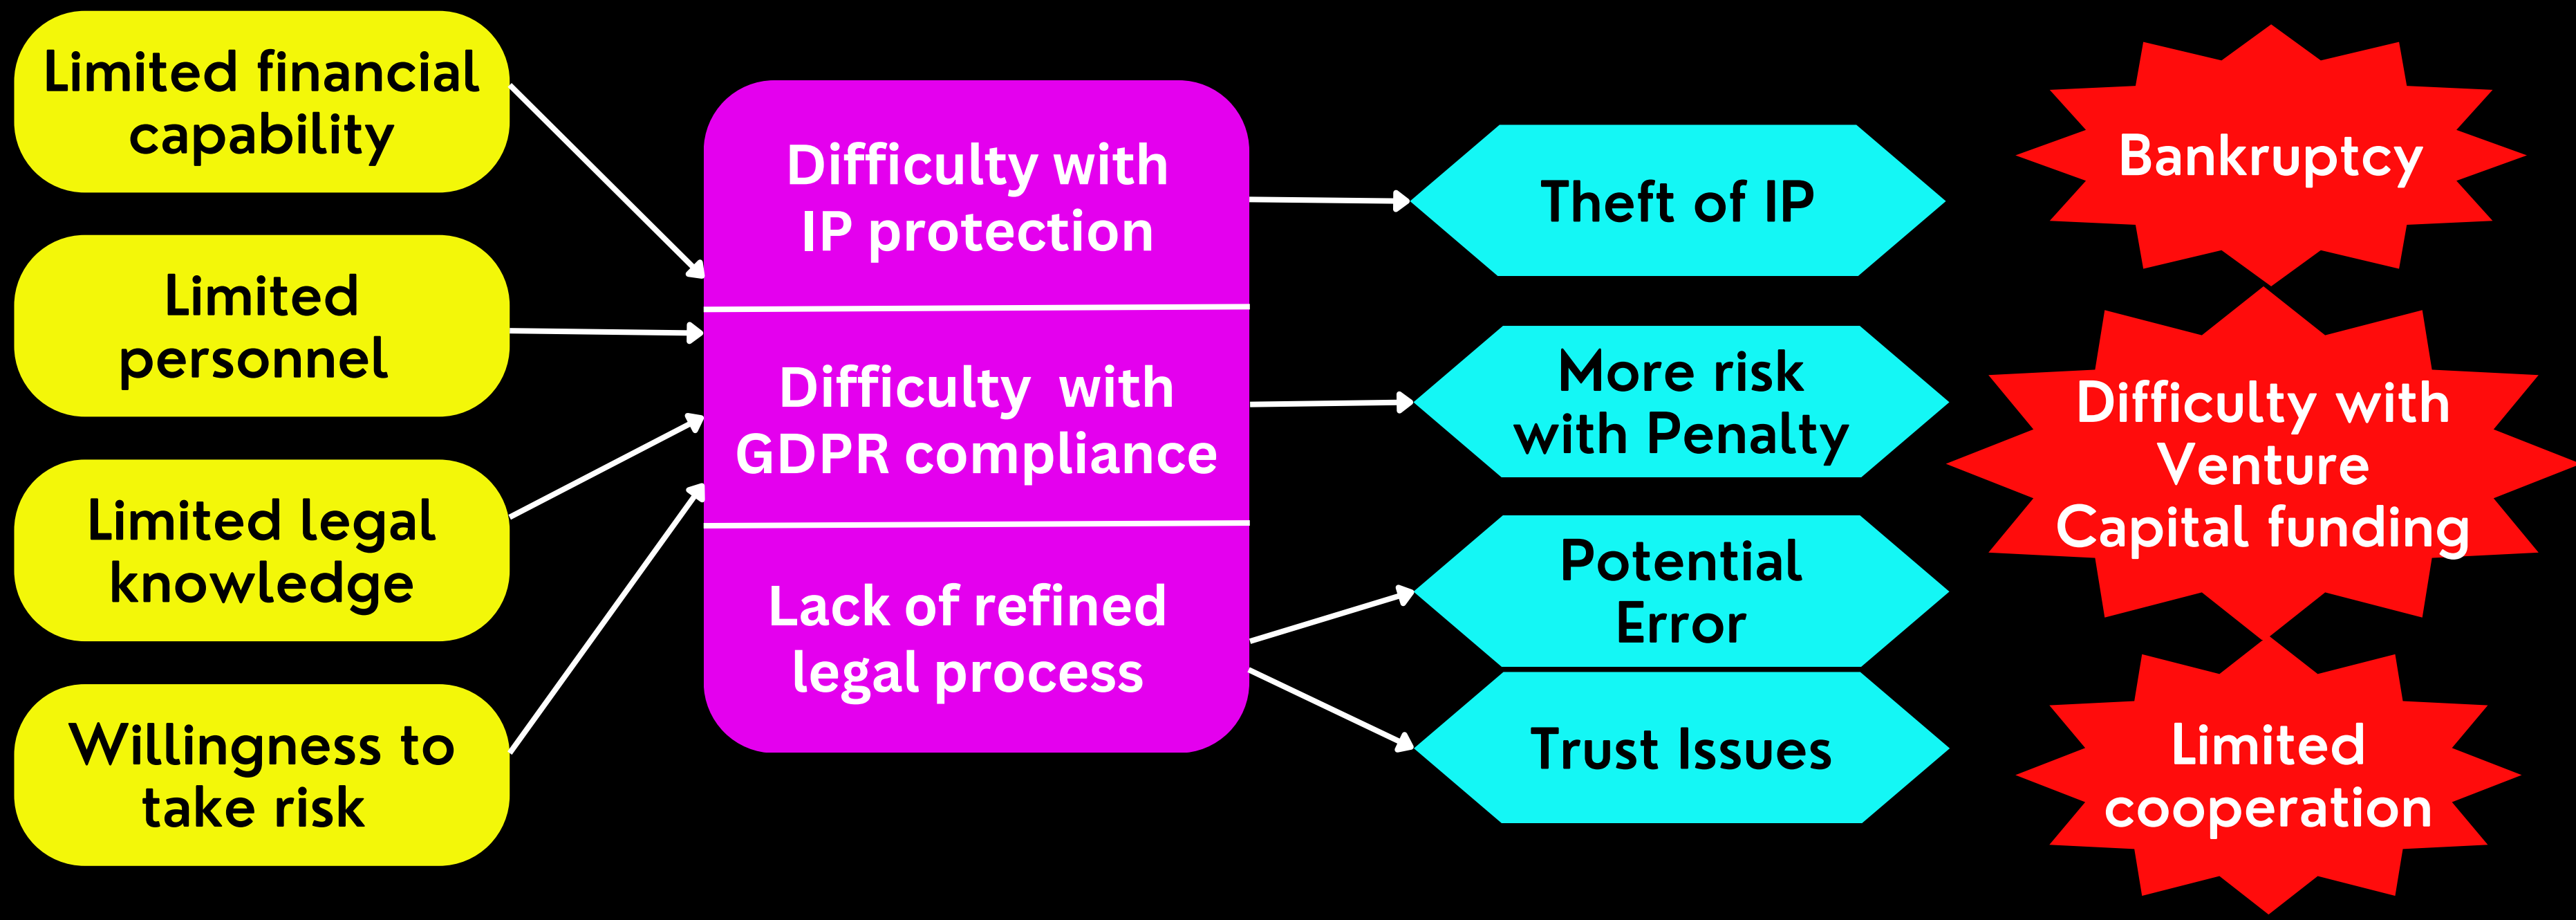 Limited financial
capability
Limited
personnel
Limited legal
knowledge
Willingness to
take risk
Difficulty with
IP protection
Difficulty  with
GDPR compliance
Lack of refined
legal process
Theft of IP
More risk
with Penalty
Potential
Error
Trust Issues
Bankruptcy
Difficulty with
Venture
Capital funding
Limited
cooperation